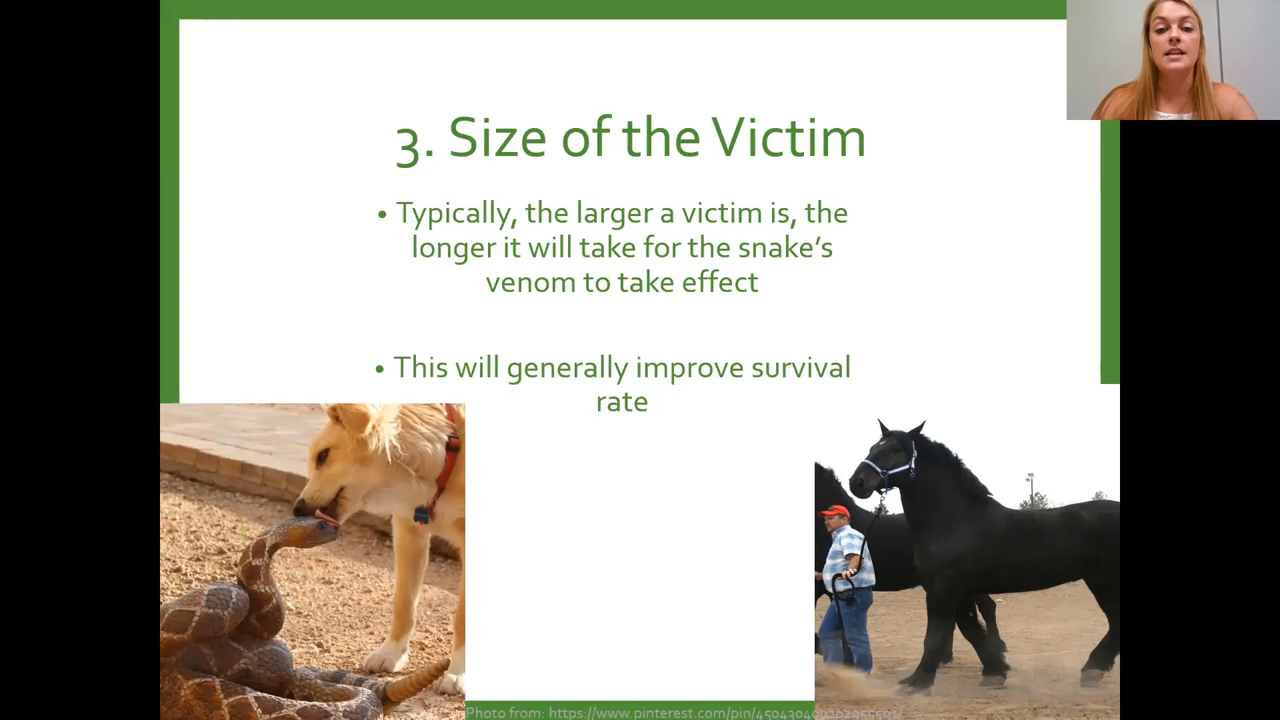 3. Size of the Victim
• Typically, the larger a victim is, the
longer it will take for the snake's
venom to take effect
• This will generally improve survival
rate
Photo from: https://www.pinterest.com/pin/